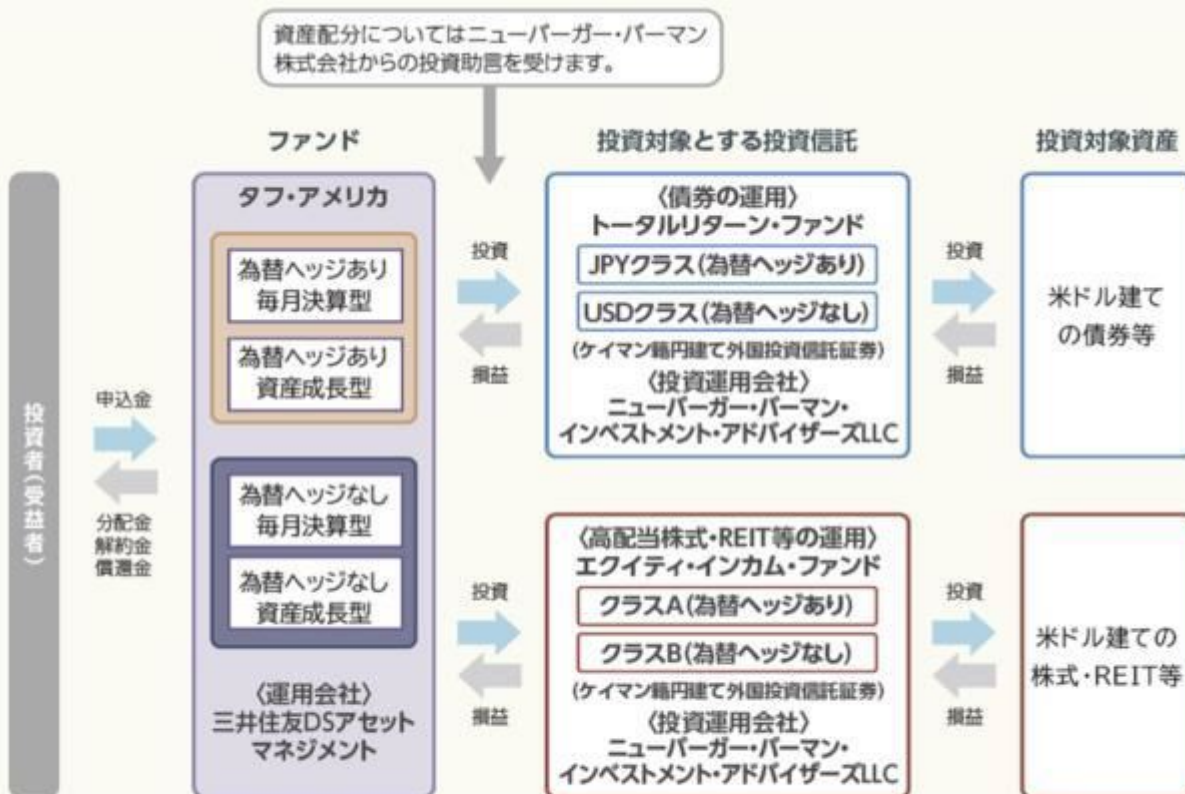 資産配分についてはニューバーガー・バーマン
株式会社からの投資助言を受けます。
ファンド
投資対象とする投資信託
投資対象資産
投資者(受益者)
申込金
分配金
解約金
償還金
タフ・アメリカ
為替ヘッジあり
毎月決算型
為替ヘッジあり
資産成長型
為替ヘッジなし
毎月決算型
為替ヘッジなし
資産成長型
〈運用会社〉
三井住友DSアセット
マネジメント
投資
損益
〈債券の運用〉
トータルリターン・ファンド
JPYクラス(為替ヘッジあり)
USDクラス(為替ヘッジなし)
(ケイマン籍円建て外国投資信託証券)
〈投資運用会社〉
ニューバーガー・バーマン・
インベストメント・アドバイザーズLLC
投資
損益
米ドル建て
の債券等
投資
損益
〈高配当株式・REIT等の運用〉
エクイティ・インカム・ファンド
クラスA(為替ヘッジあり)
クラスB(為替ヘッジなし)
(ケイマン籍円建て外国投資信託証券)
〈投資運用会社〉
ニューバーガー・バーマン・
インベストメント・アドバイザーズLLC
投資
損益
米ドル建ての
株式・REIT等